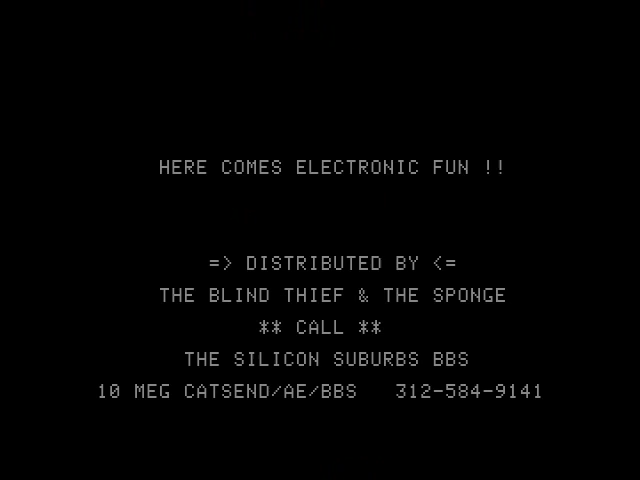 HERE COMES ELECTRONIC FUN !!
=> DISTRIBUTED BY <=
THE BLIND THIEF & THE SPONGE
** CALL **
THE SILICON SUBURBS BBS
10 MEG CATSEND/AE/BBS   312-584-9141